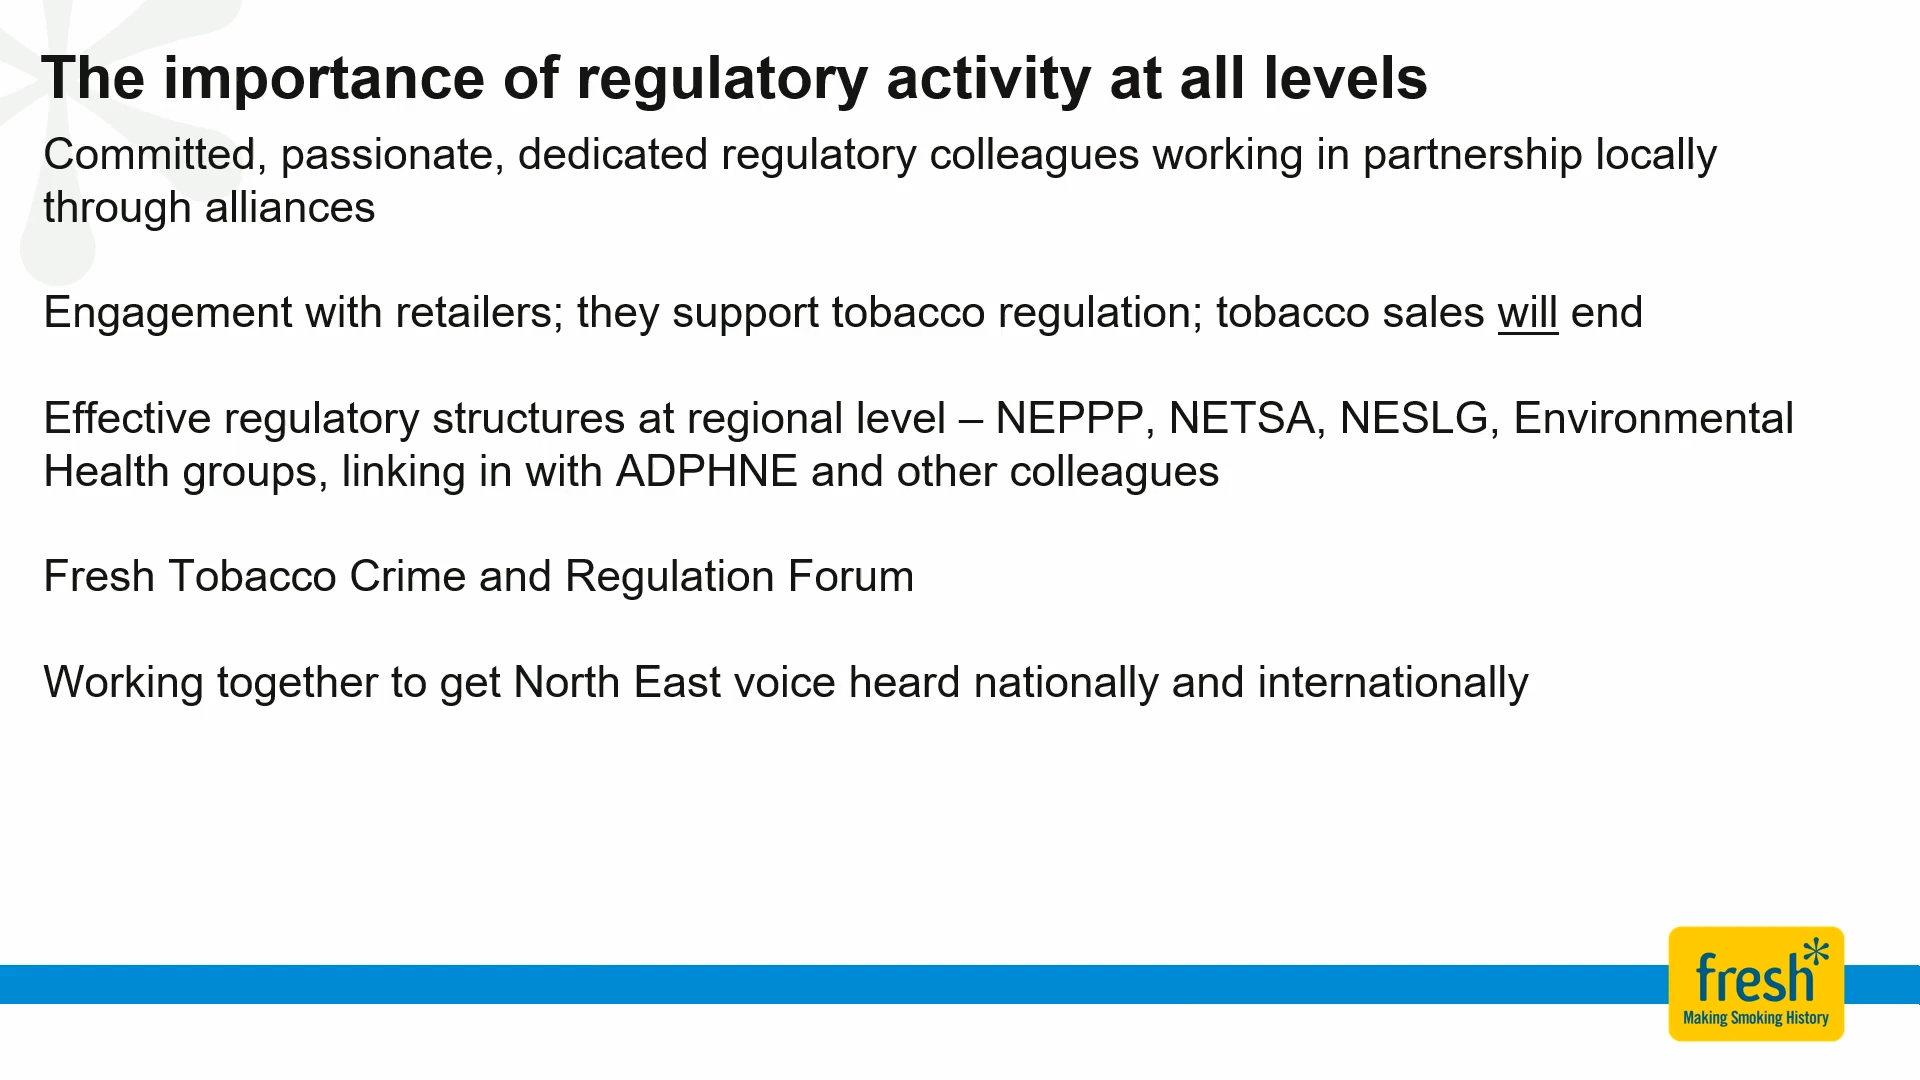 The importance of regulatory activity at all levels
Committed, passionate, dedicated regulatory colleagues working in partnership locally
through alliances
Engagement with retailers; they support tobacco regulation; tobacco sales will end
Effective regulatory structures at regional level – NEPPP, NETSA, NESLG, Environmental
Health groups, linking in with ADPHNE and other colleagues
Fresh Tobacco Crime and Regulation Forum
Working together to get North East voice heard nationally and internationally
fresh
Making Smoking History